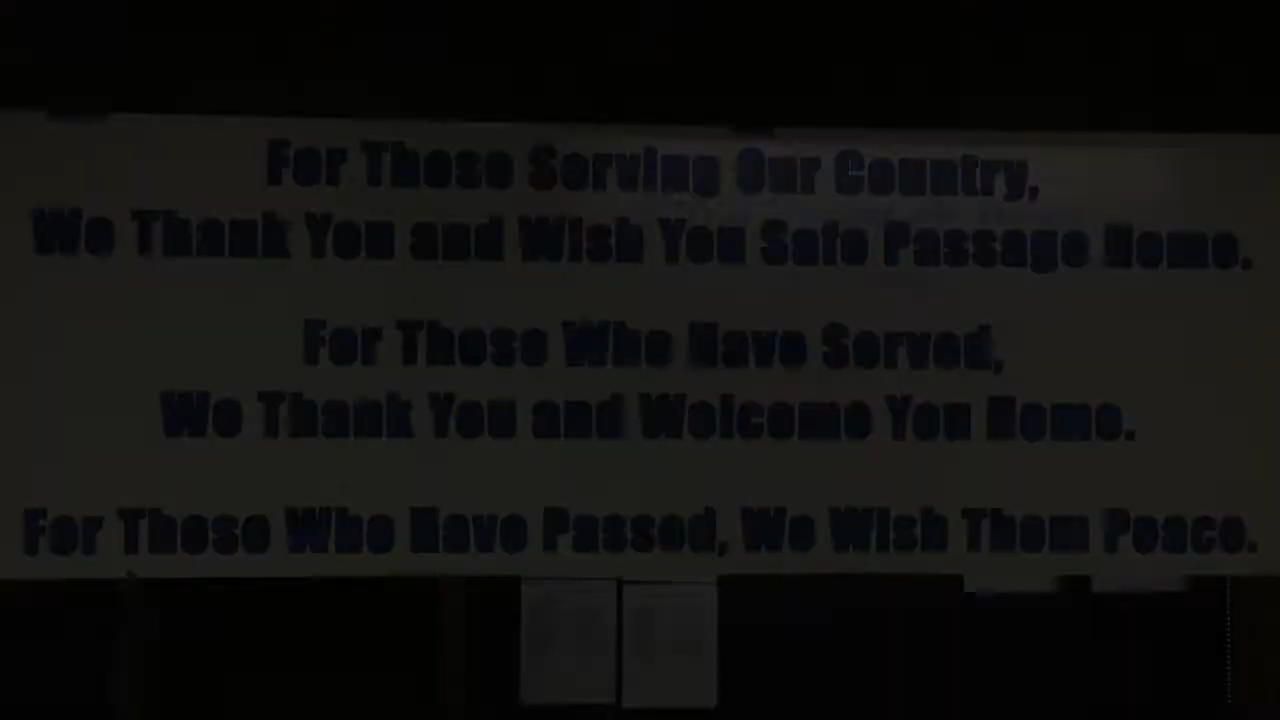 For Those Serving Our Country,
We Thank You and Wish You Safe Passage Home.
For Those Who Have Served,
We Thank You and Welcome You Home.
For Those Who Have Passed, We Wish Them Peace.